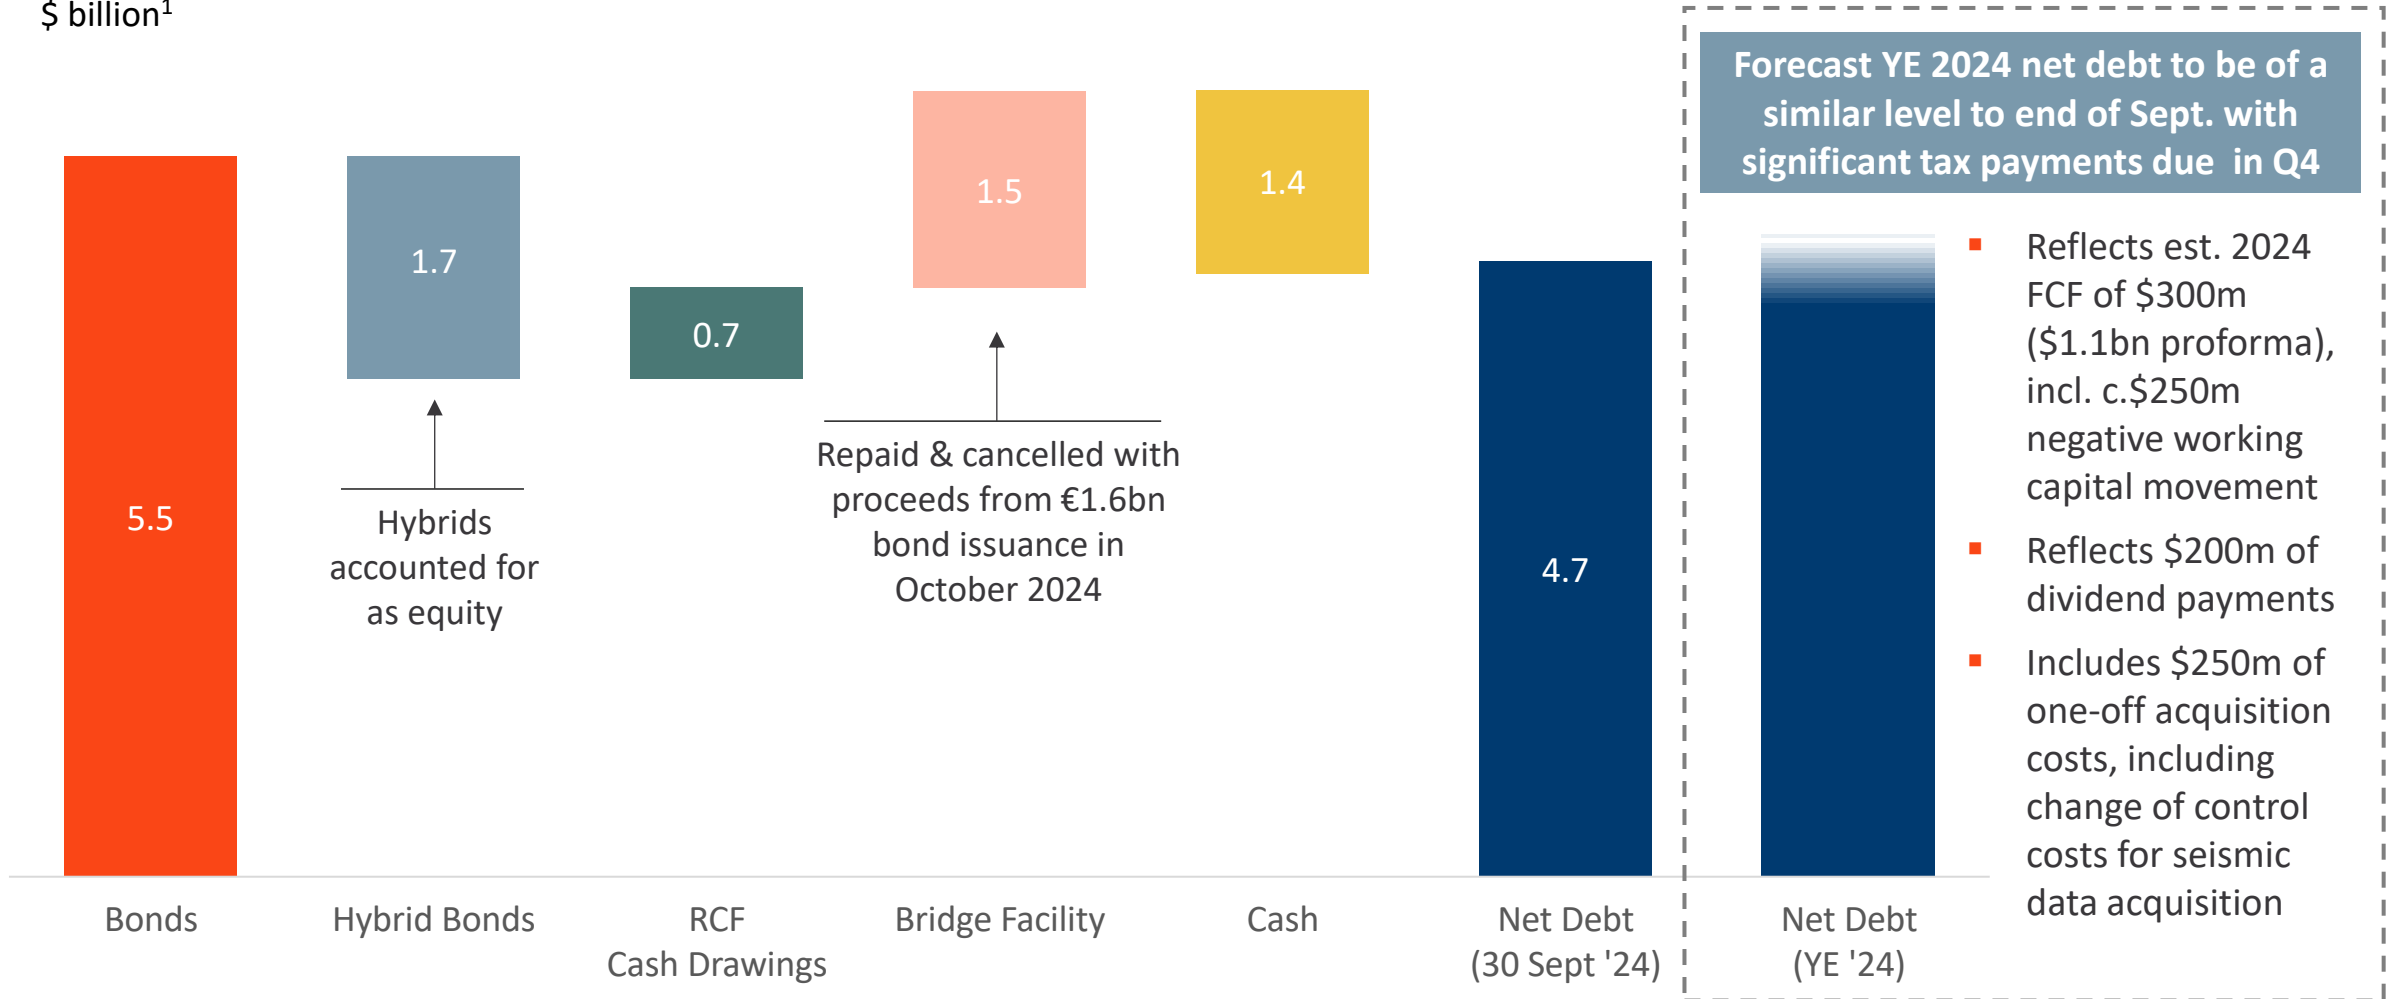 $ billion¹
5.5
1.7
0.7
1.5
1.4
4.7
Hybrids
accounted for
as equity
Repaid & cancelled with
proceeds from €1.6bn
bond issuance in
October 2024
Bonds
Hybrid Bonds
RCF
Cash Drawings
Bridge Facility
Cash
Net Debt
(30 Sept '24)
Net Debt
(YE '24)
Forecast YE 2024 net debt to be of a
similar level to end of Sept. with
significant tax payments due  in Q4
▪ Reflects est. 2024
FCF of $300m
($1.1bn proforma),
incl. c.$250m
negative working
capital movement
▪ Reflects $200m of
dividend payments
▪ Includes $250m of
one-off acquisition
costs, including
change of control
costs for seismic
data acquisition